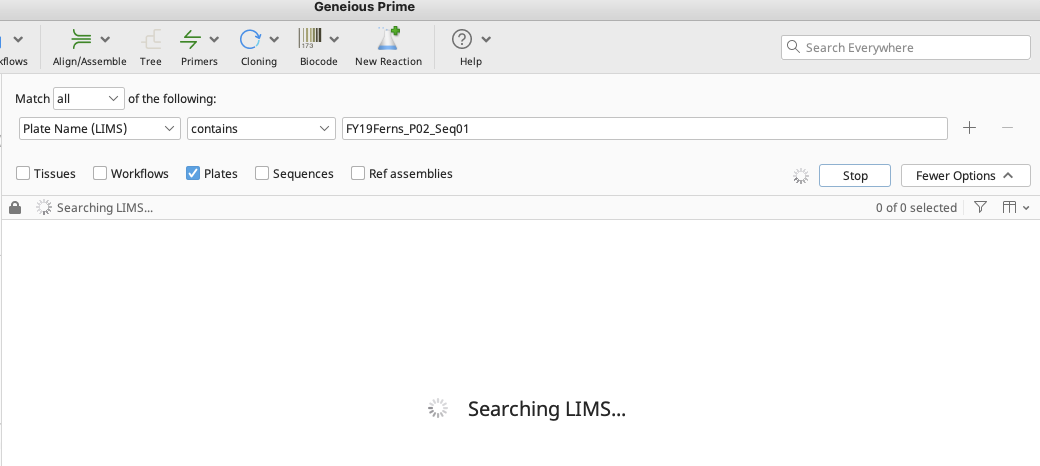 Geneious Prime
Align/Assemble Tree Primers Cloning Biocode New Reaction Help
173
Search Everywhere
Match all of the following:
Plate Name (LIMS) contains FY19Ferns_P02_Seq01
Tissues Workflows Plates Sequences Ref assemblies Stop Fewer Options
Searching LIMS... 0 of 0 selected
Searching LIMS...